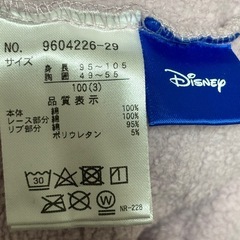 NO. 9604226-29
サイズ
身長 95~105
胸囲 49~55
100(3)
品質表示
本体 綿 100%
レース部分 綿 100%
リブ部分 綿 95%
ポリウレタン 5%
30
W
NR-228
Disney